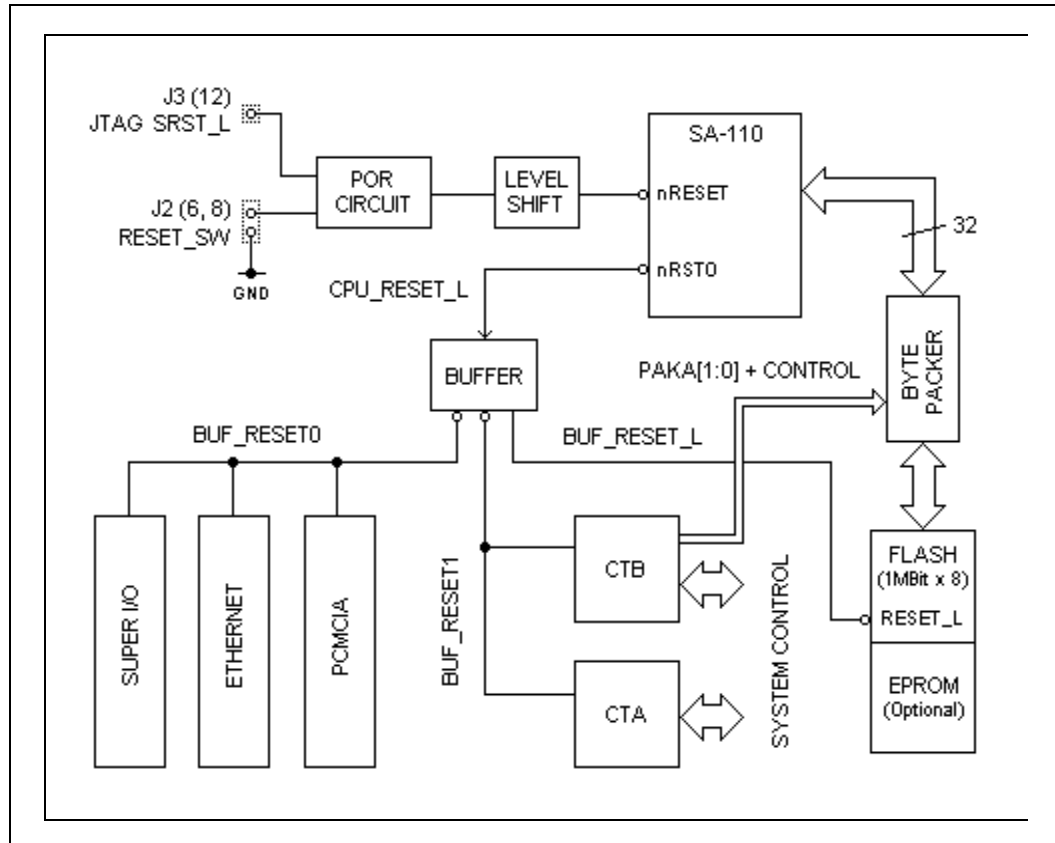 J3 (12)
JTAG SRST_L
POR
CIRCUIT
LEVEL
SHIFT
SA-110
nRESET
J2 (6, 8)
RESET_SW
GND
32
nRSTO
CPU_RESET_L
BUFFER
PAKA[1:0] + CONTROL
BYTE
PACKER
BUF_RESET0
BUF_RESET_L
SUPER I/O
ETHERNET
PCMCIA
BUF_RESET1
CTB
CTA
SYSTEM CONTROL
FLASH
(1MBit x 8)
RESET_L
EPROM
(Optional)